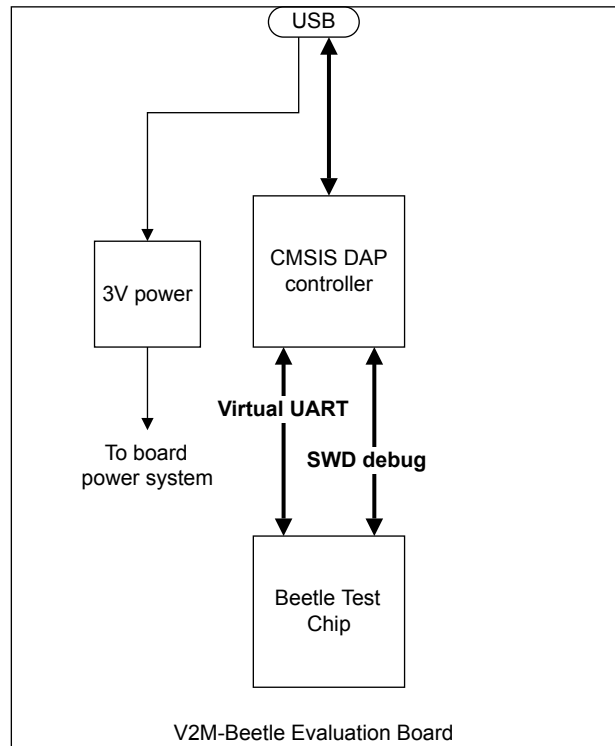 USB
CMSIS DAP
controller
3V power
Virtual UART
SWD debug
To board
power system
Beetle Test
Chip
V2M-Beetle Evaluation Board